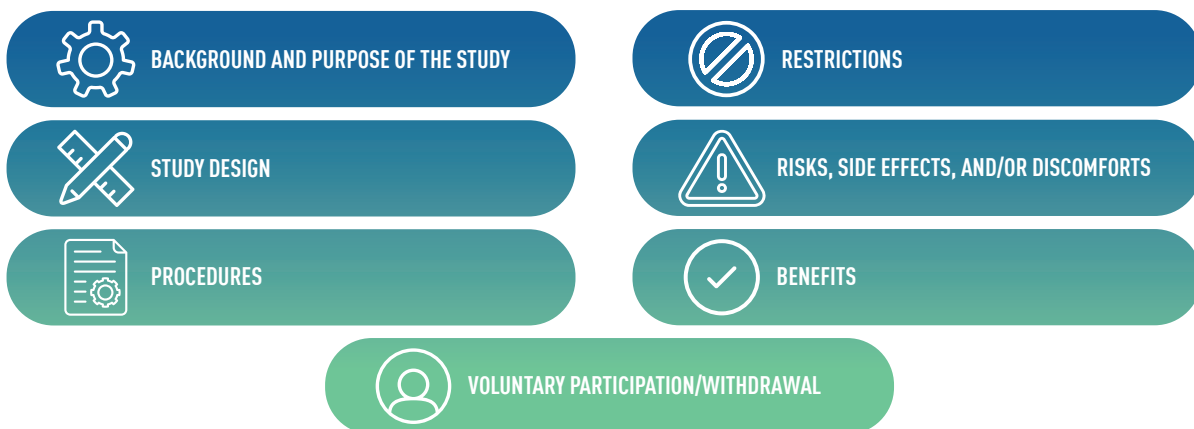 BACKGROUND AND PURPOSE OF THE STUDY
RESTRICTIONS
STUDY DESIGN
RISKS, SIDE EFFECTS, AND/OR DISCOMFORTS
PROCEDURES
BENEFITS
VOLUNTARY PARTICIPATION/WITHDRAWAL